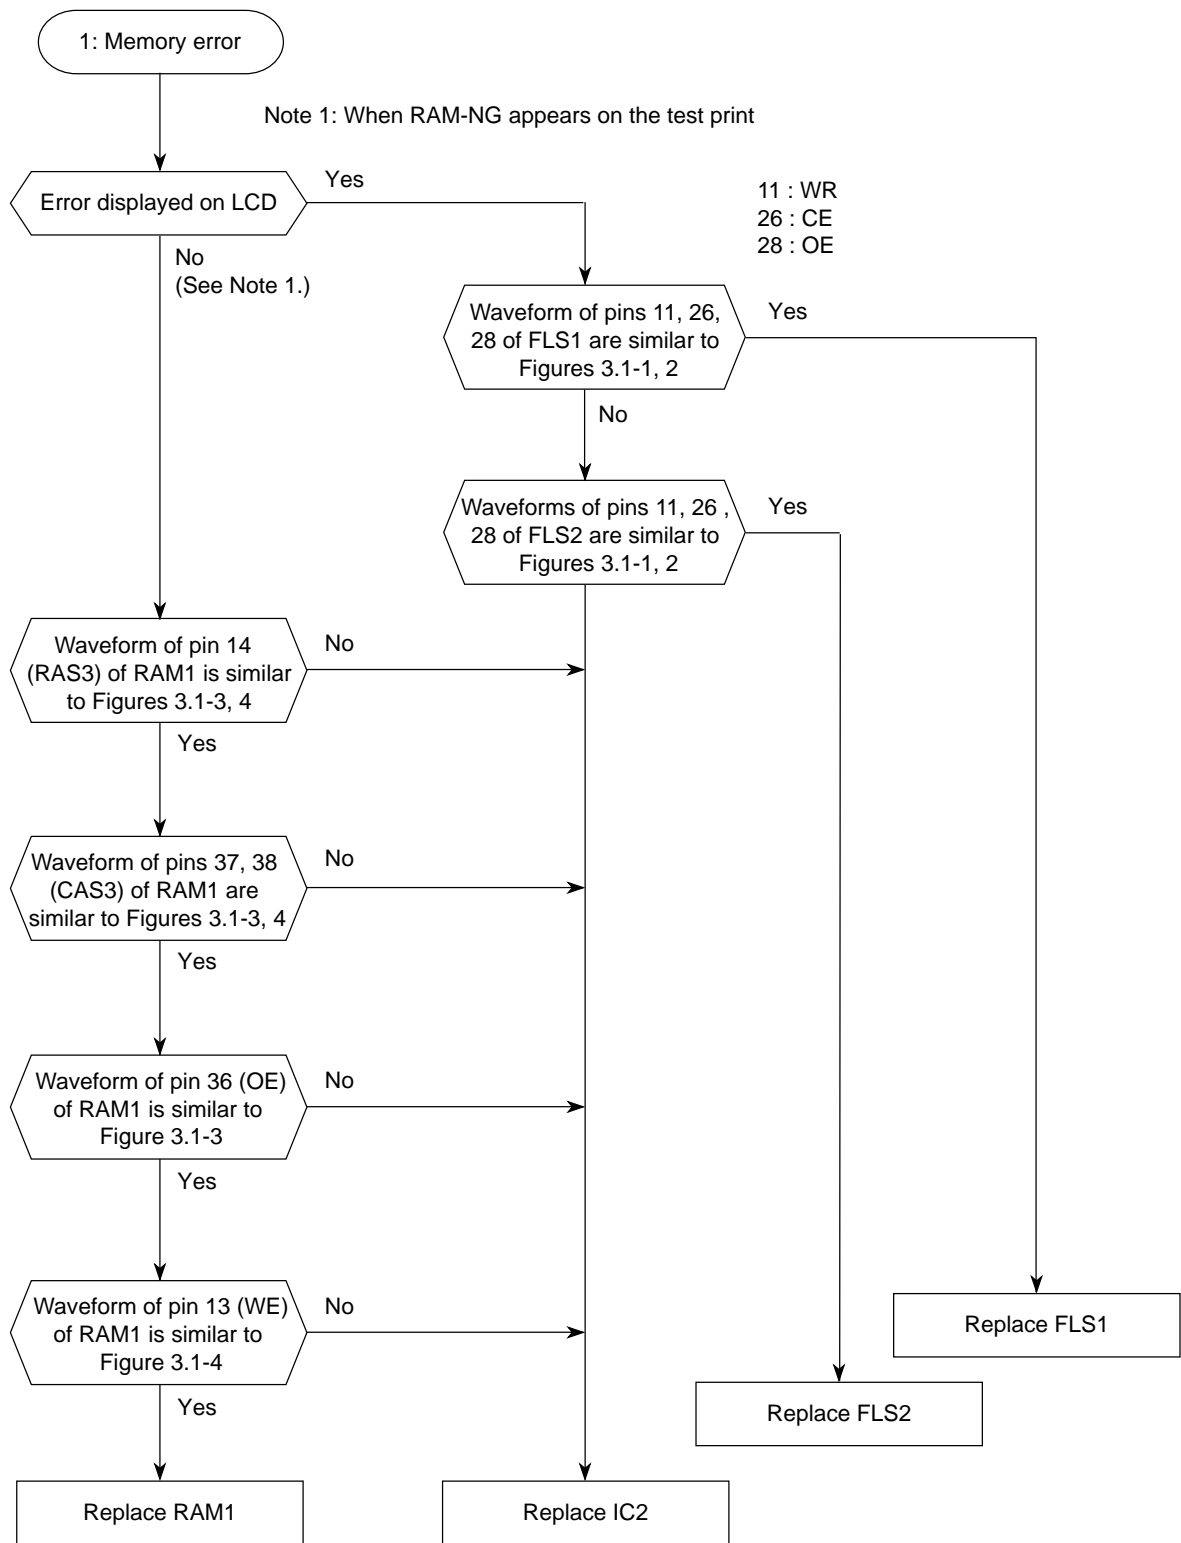 1: Memory error
Note 1: When RAM-NG appears on the test print
Error displayed on LCD
Yes
11 : WR
26 : CE
28 : OE
No
(See Note 1.)
Waveform of pins 11, 26,
28 of FLS1 are similar to
Figures 3.1-1, 2
Yes
No
Waveforms of pins 11, 26 ,
28 of FLS2 are similar to
Figures 3.1-1, 2
Yes
Waveform of pin 14
(RAS3) of RAM1 is similar
to Figures 3.1-3, 4
No
Yes
Waveform of pins 37, 38
(CAS3) of RAM1 are
similar to Figures 3.1-3, 4
No
Yes
Waveform of pin 36 (OE)
of RAM1 is similar to
Figure 3.1-3
No
Yes
Waveform of pin 13 (WE)
of RAM1 is similar to
Figure 3.1-4
No
Yes
Replace FLS1
Replace FLS2
Replace RAM1
Replace IC2